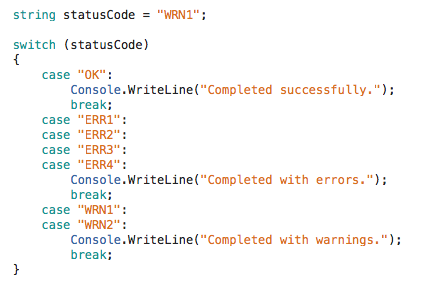 string statusCode = "WRN1";

switch (statusCode)
{
    case "OK":
        Console.WriteLine("Completed successfully.");
        break;
    case "ERR1":
    case "ERR2":
    case "ERR3":
    case "ERR4":
        Console.WriteLine("Completed with errors.");
        break;
    case "WRN1":
    case "WRN2":
        Console.WriteLine("Completed with warnings.");
        break;
}